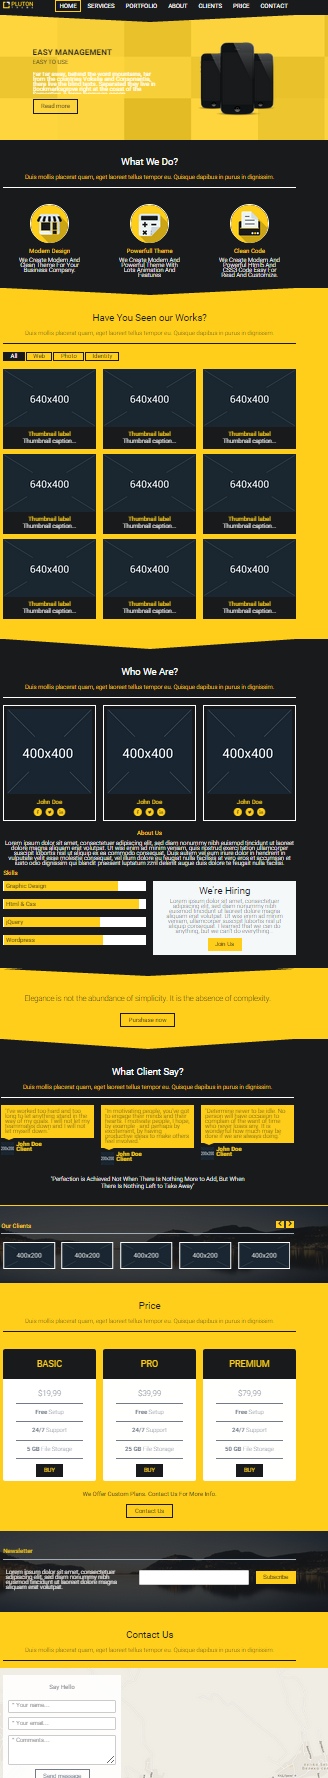 PLUTON
HOME SERVICES PORTFOLIO ABOUT CLIENTS PRICE CONTACT
EASY MANAGEMENT
EASY TO USE
Far far away, behind the word mountains, far
from the countries Vokalia and Consonantia,
there live the blind texts. Separated they live in
Bookmarksgrove right at the coast of the
Read more
What We Do?
Duis mollis placerat quam, eget laoreet tellus tempor eu. Quisque dapibus in purus in dignissim.
Modern Design
We Create Modern And
Clean Theme For Your
Business Company.
Powerfull Theme
We Create Modern And
Powerful Theme With
Lots Animation And
Features
Clean Code
We Create Modern And
Powerful Html5 And
CSS3 Code Easy For
Read And Customize.
Have You Seen our Works?
Duis mollis placerat quam, eget laoreet tellus tempor eu. Quisque dapibus in purus in dignissim.
All Web Photo Identity
640x400 640x400 640x400
Thumbnail label Thumbnail label Thumbnail label
Thumbnail caption... Thumbnail caption... Thumbnail caption...
640x400 640x400 640x400
Thumbnail label Thumbnail label Thumbnail label
Thumbnail caption... Thumbnail caption... Thumbnail caption...
640x400 640x400 640x400
Thumbnail label Thumbnail label Thumbnail label
Thumbnail caption... Thumbnail caption... Thumbnail caption...
Who We Are?
Duis mollis placerat quam, eget laoreet tellus tempor eu. Quisque dapibus in purus in dignissim.
400x400 400x400 400x400
John Doe John Doe John Doe
About Us
Lorem ipsum dolor sit amet, consectetuer adipiscing elit, sed diam nonummy nibh euismod tincidunt ut laoreet
dolore magna aliquam erat volutpat. Ut wisi enim ad minim veniam, quis nostrud exerci tation ullamcorper
suscipit lobortis nisl ut aliquip ex ea commodo consequat. Duis autem vel eum iriure dolor in hendrerit in
vulputate velit esse molestie consequat, vel illum dolore eu feugiat nulla facilisis at vero eros et accumsan et
iusto odio dignissim qui blandit praesent luptatum zzril delenit augue duis dolore te feugait nulla facilisi.
Skills
Graphic Design
Html & Css
jQuery
Wordpress
We're Hiring
Lorem ipsum dolor sit amet, consectetuer
adipiscing elit, sed diam nonummy nibh
euismod tincidunt ut laoreet dolore magna
aliquam erat volutpat. Ut wisi enim ad minim
veniam, consequat. I learned that we can do
anything, but we can't do everything.
Join Us
Elegance is not the abundance of simplicity. It is the absence of complexity.
Purshase now
What Client Say?
Duis mollis placerat quam, eget laoreet tellus tempor eu. Quisque dapibus in purus in dignissim.
"I've worked too hard and too
long to let anything stand in the
way of my goals. I will not let my
teammates down and I will not
let myself down."
John Doe
Client
"In motivating people, you've got
to engage their minds and their
hearts. I motivate people, I hope,
by example - and perhaps by
excitement, by having
productive ideas to make others
feel involved."
John Doe
Client
"Determine never to be idle. No
person will have occasion to
complain of the want of time
who never loses any. It is
wonderful how much may be
done if we are always doing."
John Doe
Client
"Perfection is Achieved Not When There Is Nothing More to Add, But When
There Is Nothing Left to Take Away"
Our Clients
400x200 400x200 400x200 400x200 400x200
Price
Duis mollis placerat quam, eget laoreet tellus tempor eu. Quisque dapibus in purus in dignissim.
BASIC PRO PREMIUM
$19,99 $39,99 $79,99
Free Setup Free Setup Free Setup
24/7 Support 24/7 Support 24/7 Support
5 GB File Storage 25 GB File Storage 50 GB File Storage
BUY BUY BUY
We Offer Custom Plans. Contact Us For More Info.
Contact Us
Newsletter
Lorem ipsum dolor sit amet, consectetuer
adipiscing elit, sed diam nonummy nibh
euismod tincidunt ut laoreet dolore magna
aliquam erat volutpat.
Subscribe
Contact Us
Duis mollis placerat quam, eget laoreet tellus tempor eu. Quisque dapibus in purus in dignissim.
Say Hello
* Your name...
* Your email...
* Comments...
Send message